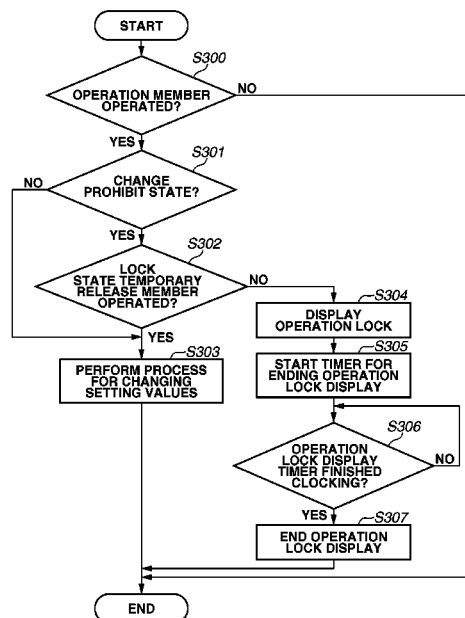 START
S300
OPERATION MEMBER
OPERATED?
NO
YES
S301
CHANGE
PROHIBIT STATE?
NO
YES
S302
LOCK
STATE TEMPORARY
RELEASE MEMBER
OPERATED?
NO
YES
S303
PERFORM PROCESS
FOR CHANGING
SETTING VALUES
S304
DISPLAY
OPERATION LOCK
S305
START TIMER FOR
ENDING OPERATION
LOCK DISPLAY
S306
OPERATION
LOCK DISPLAY
TIMER FINISHED
CLOCKING?
NO
YES
S307
END OPERATION
LOCK DISPLAY
END